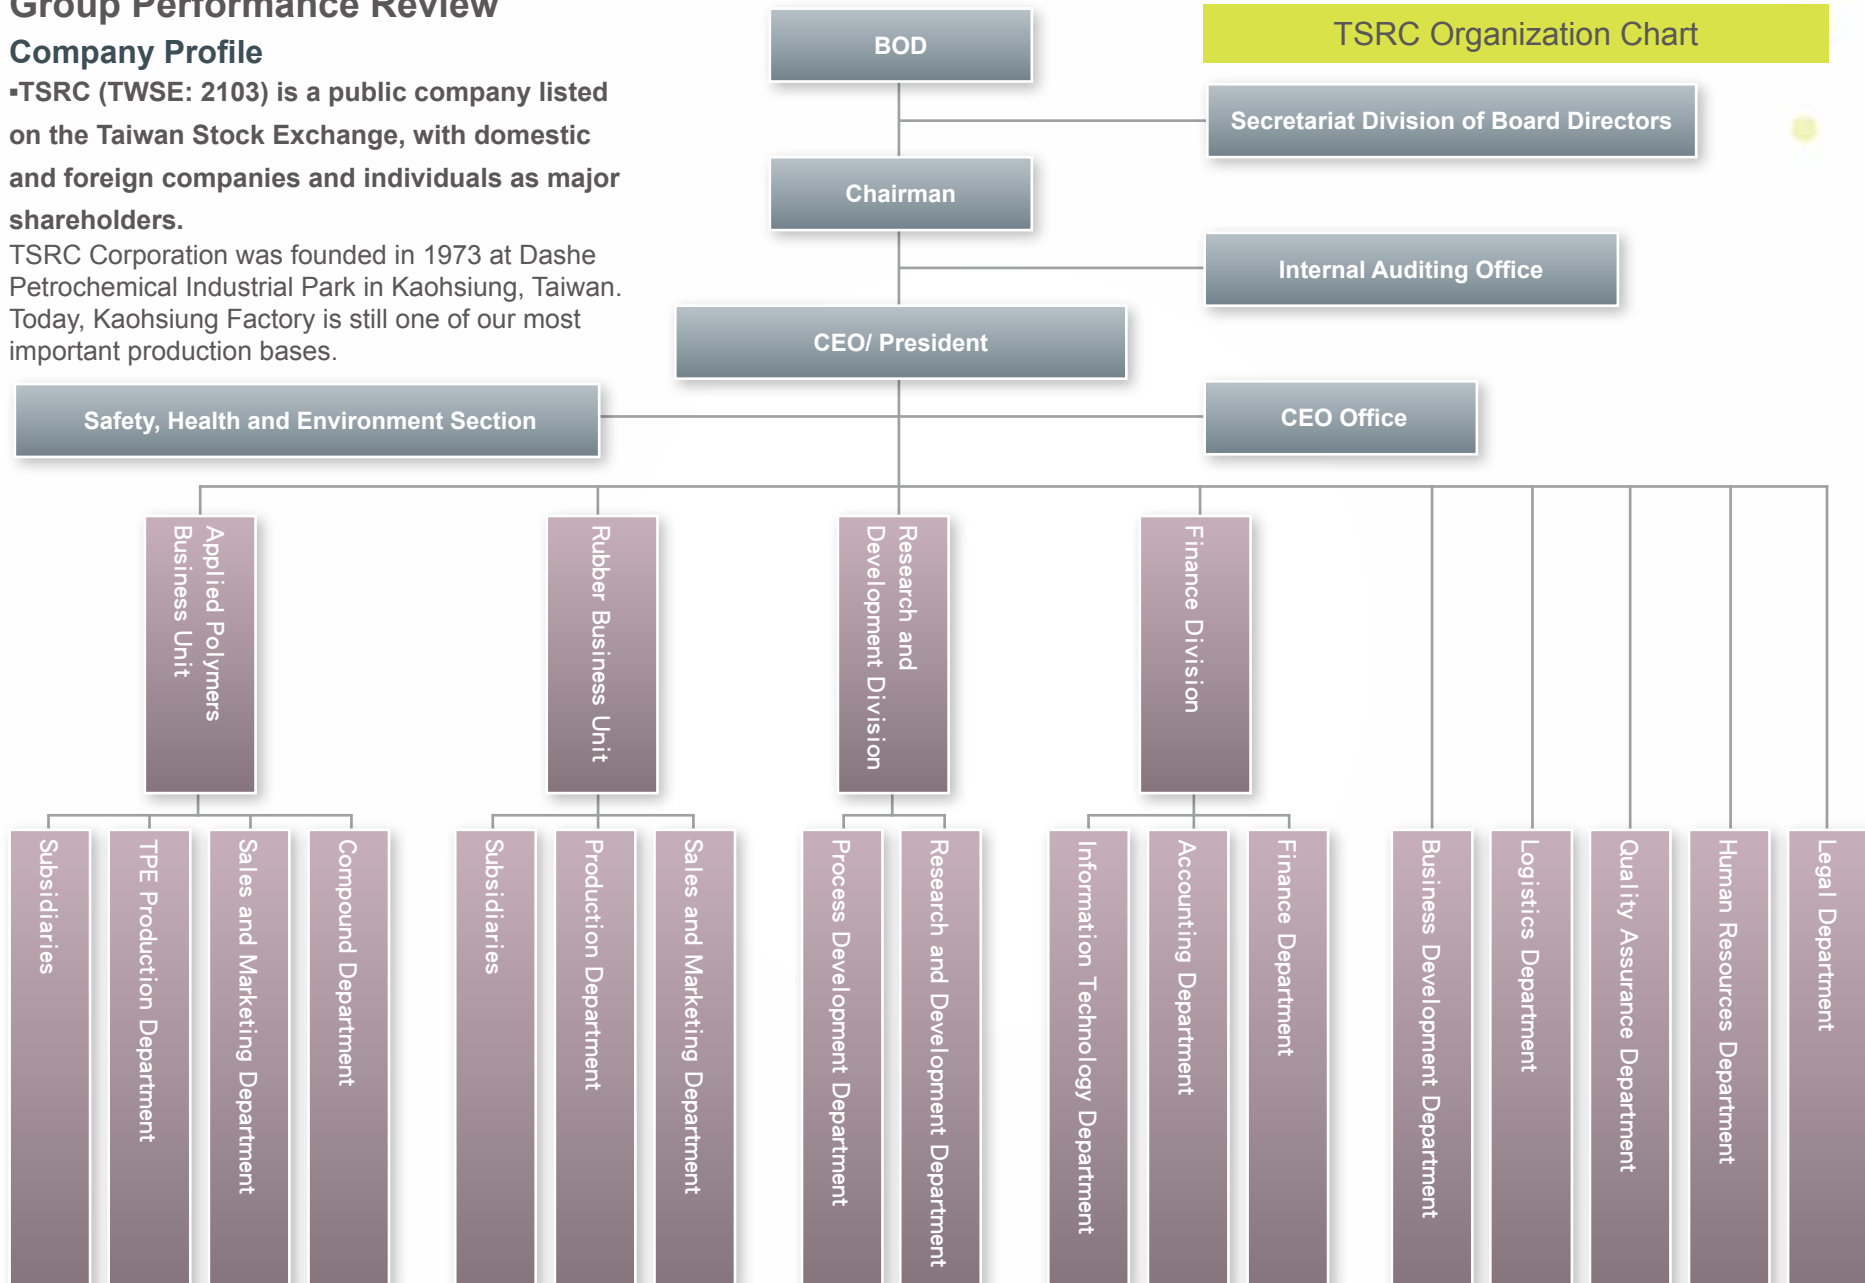 Group Performance Review
Company Profile
▪TSRC (TWSE: 2103) is a public company listed
on the Taiwan Stock Exchange, with domestic
and foreign companies and individuals as major
shareholders.
TSRC Corporation was founded in 1973 at Dashe
Petrochemical Industrial Park in Kaohsiung, Taiwan.
Today, Kaohsiung Factory is still one of our most
important production bases.
TSRC Organization Chart
BOD
Secretariat Division of Board Directors
Chairman
Internal Auditing Office
CEO/ President
Safety, Health and Environment Section
CEO Office
Applied Polymers
Business Unit
Rubber Business Unit
Research and
Development Division
Finance Division
Subsidiaries
TPE Production Department
Sales and Marketing Department
Compound Department
Subsidiaries
Production Department
Sales and Marketing Department
Process Development Department
Research and Development Department
Information Technology Department
Accounting Department
Finance Department
Business Development Department
Logistics Department
Quality Assurance Department
Human Resources Department
Legal Department